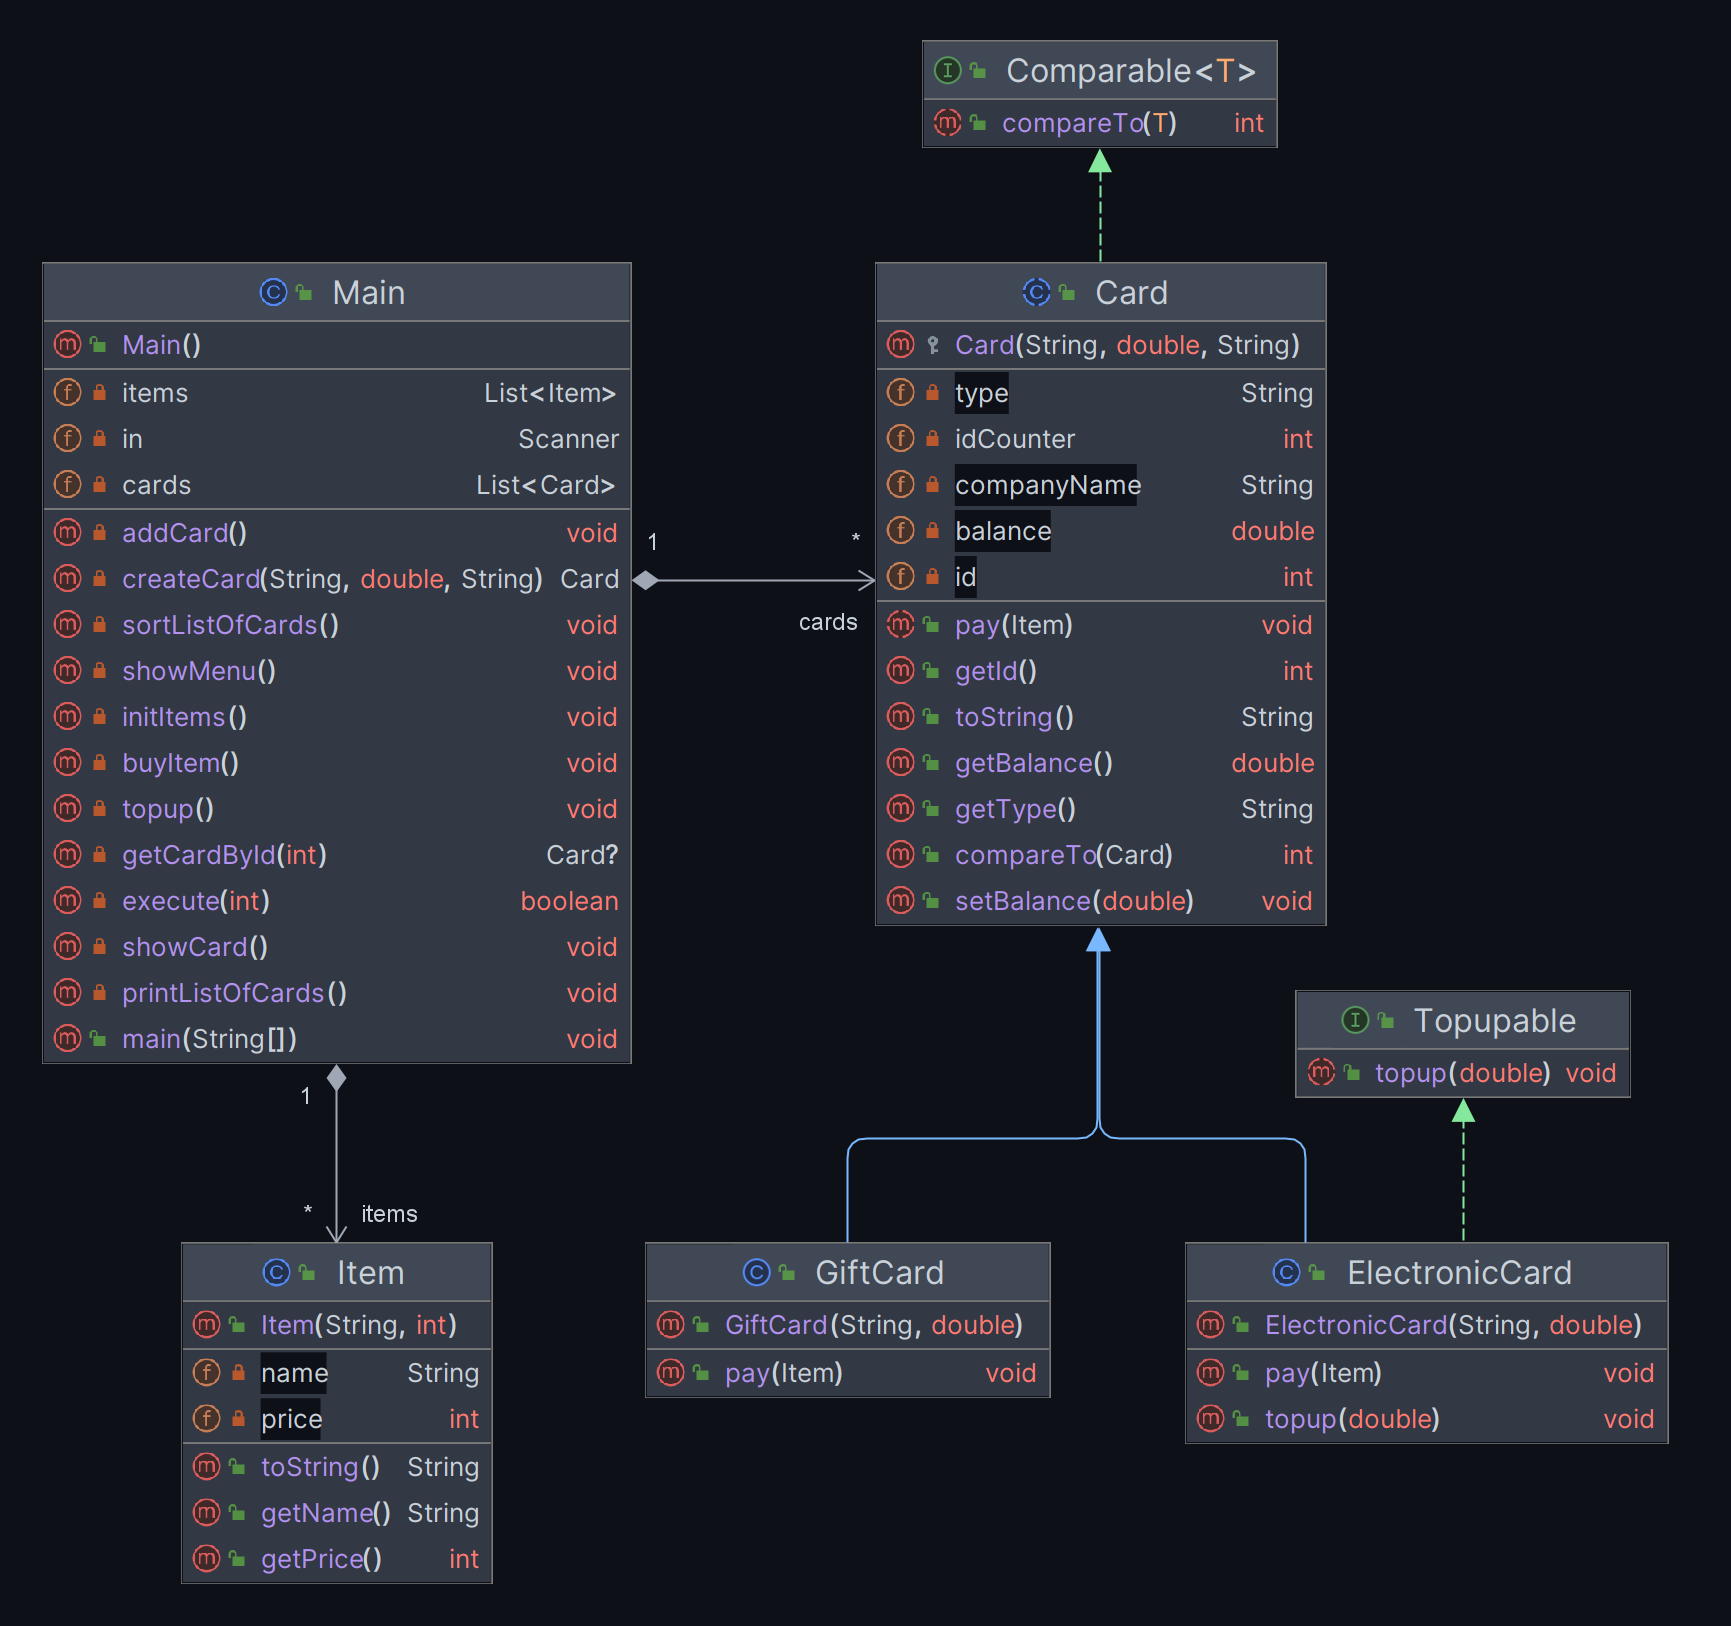 Comparable<T>
compareTo(T) int
Main
Main()
items List<Item>
in Scanner
cards List<Card>
addCard() void
createCard(String, double, String) Card
sortListOfCards() void
showMenu() void
initItems() void
buyItem() void
topup() void
getCardById(int) Card?
execute(int) boolean
showCard() void
printListOfCards() void
main(String[]) void
1
*
cards
Card
Card(String, double, String)
type String
idCounter int
companyName String
balance double
id int
pay(Item) void
getId() int
toString() String
getBalance() double
getType() String
compareTo(Card) int
setBalance(double) void
Topupable
topup(double) void
1
*
items
Item
Item(String, int)
name String
price int
toString() String
getName() String
getPrice() int
GiftCard
GiftCard(String, double)
pay(Item) void
ElectronicCard
ElectronicCard(String, double)
pay(Item) void
topup(double) void